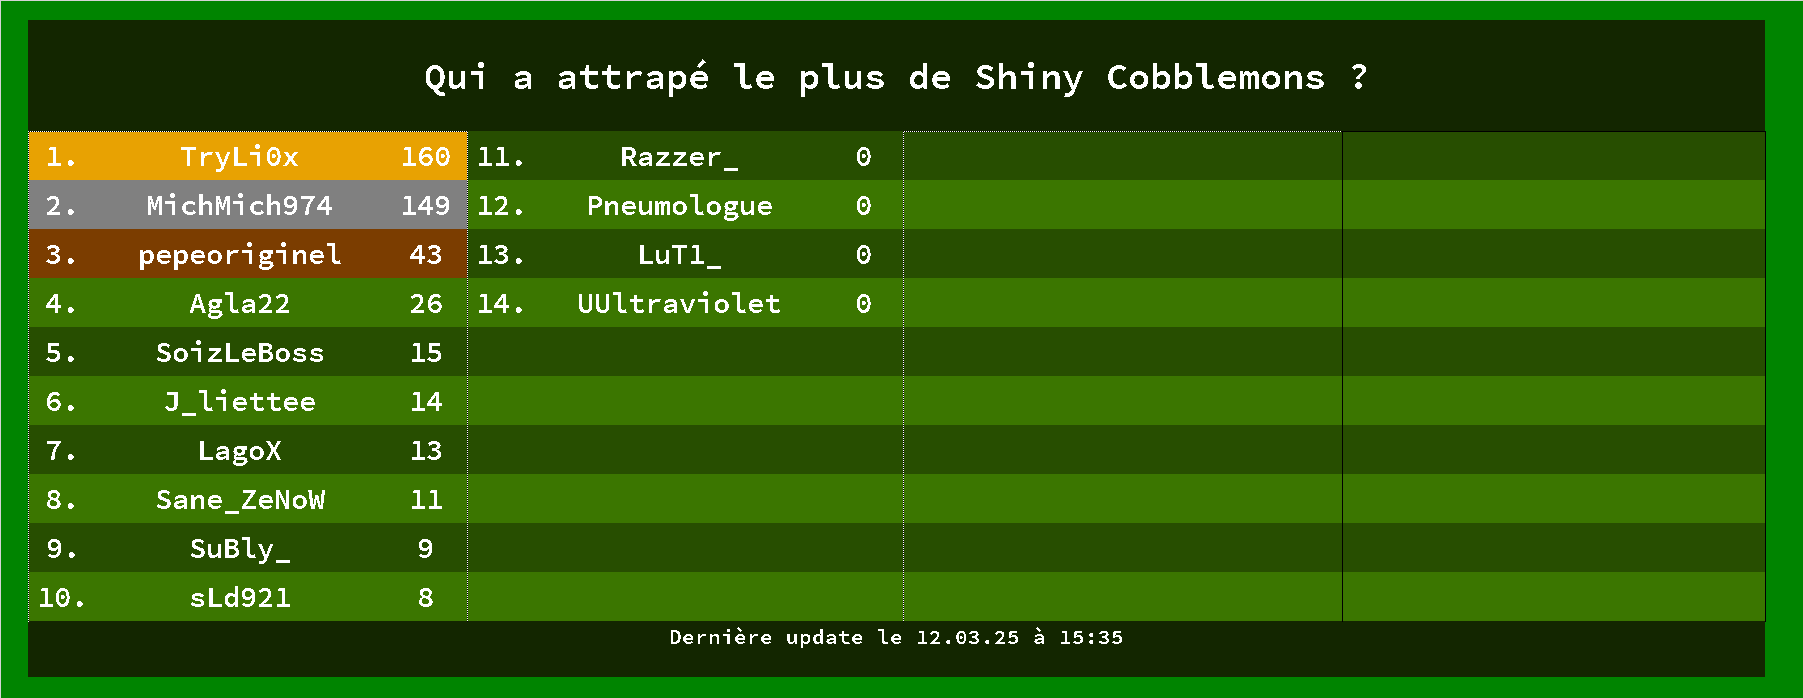 Qui a attrapé le plus de Shiny Cobblemons ?
1. TryLi0x 160
2. MichMich974 149
3. pepeoriginel 43
4. Agla22 26
5. SoizLeBoss 15
6. J_liettee 14
7. LagoX 13
8. Sane_ZeNoW 11
9. SuBly_ 9
10. sLd921 8
11. Razzer_ 0
12. Pneumologue 0
13. LuT1_ 0
14. UUltraviolet 0
Dernière update le 12.03.25 à 15:35